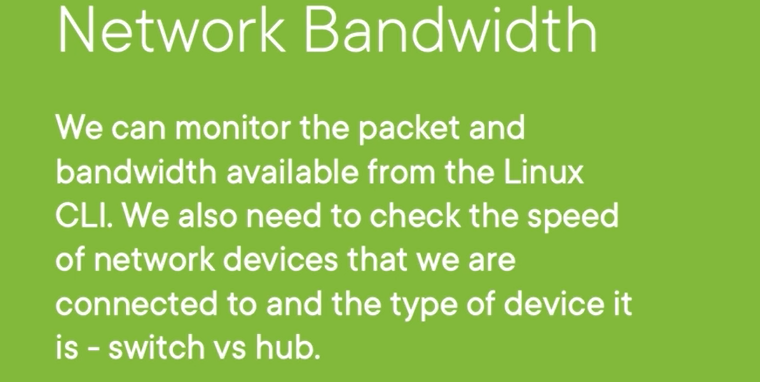 Network Bandwidth
We can monitor the packet and
bandwidth available from the Linux
CLI. We also need to check the speed
of network devices that we are
connected to and the type of device it
is - switch vs hub.